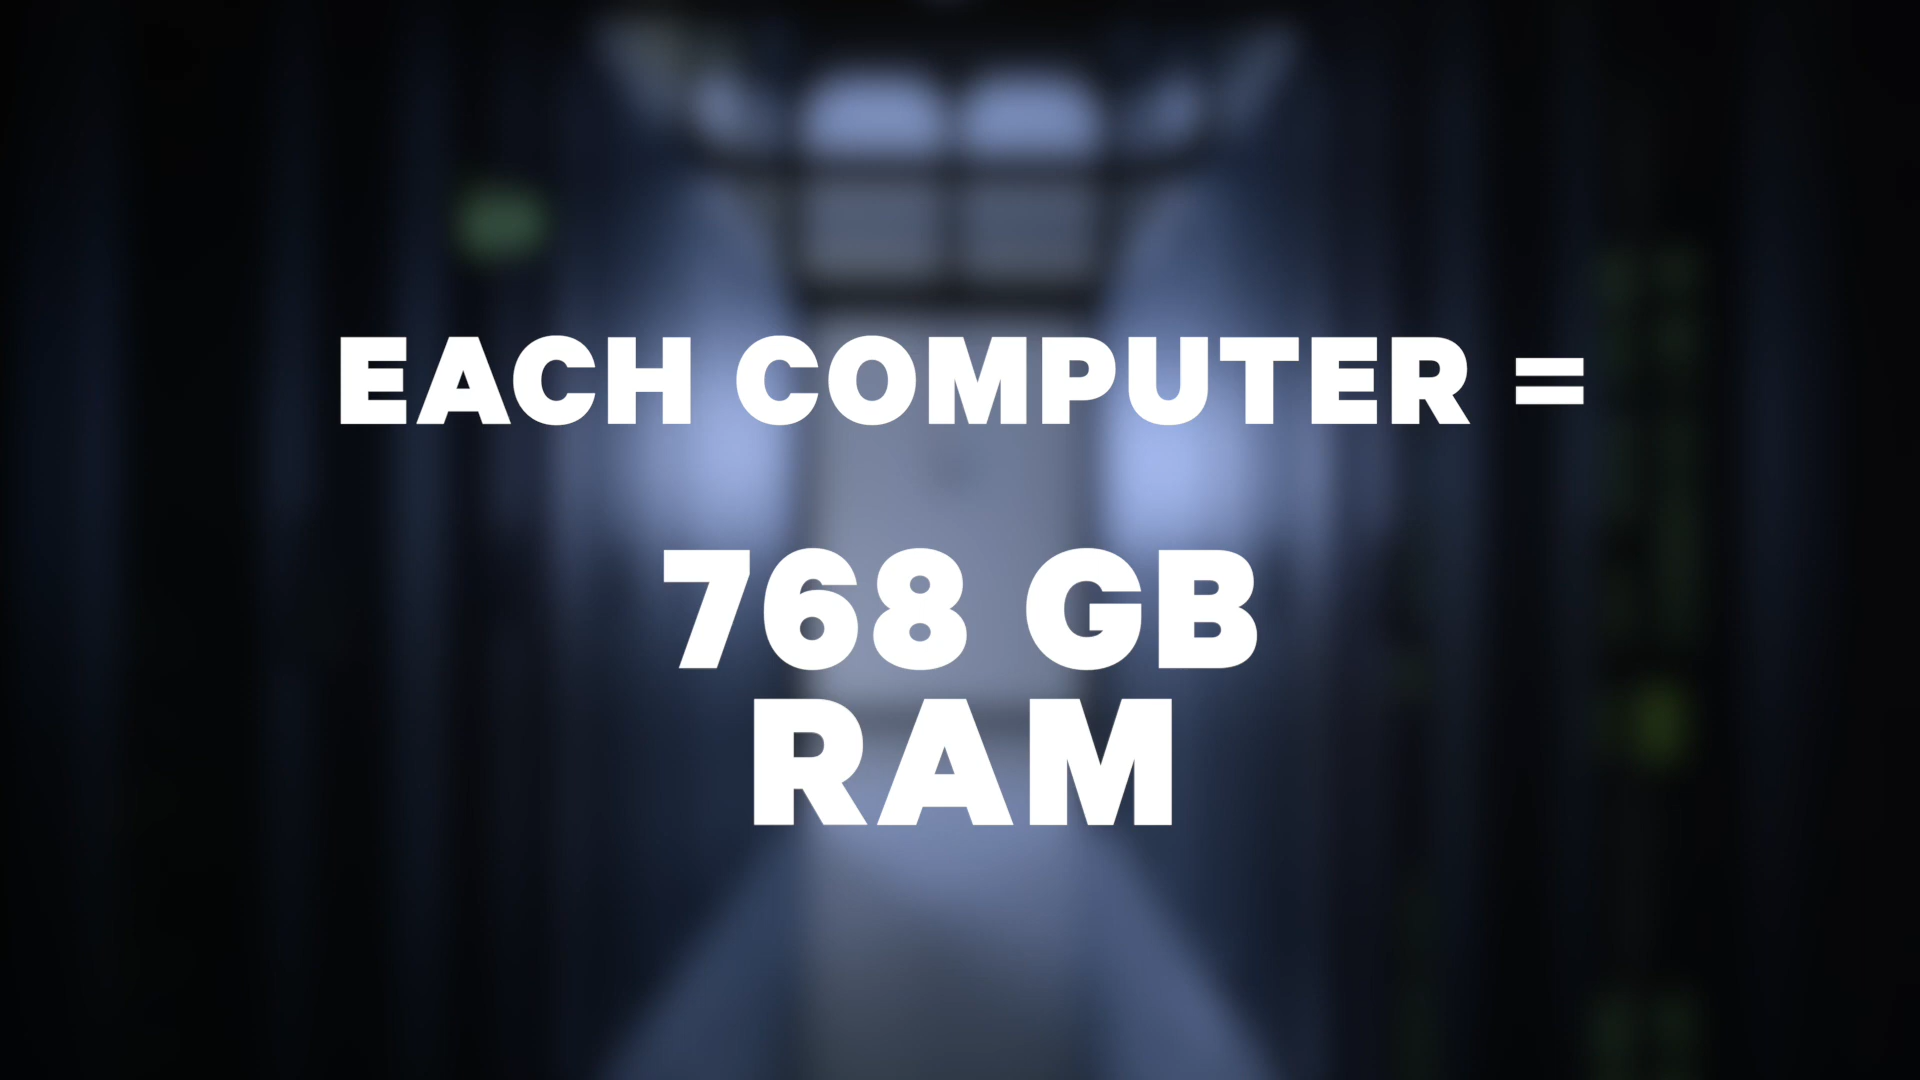 EACH COMPUTER =
768 GB
RAM